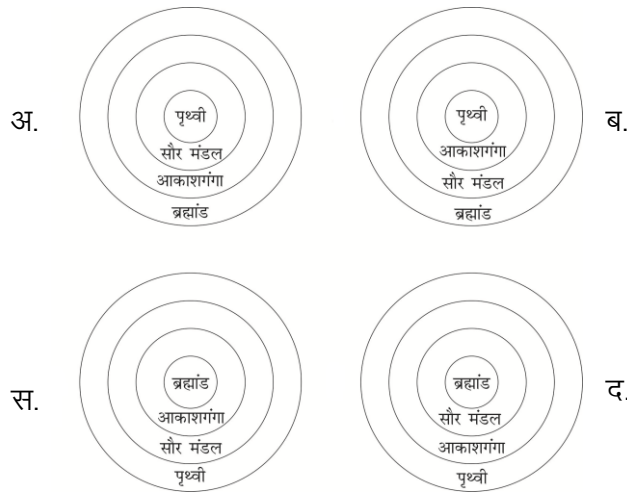 अ.
पृथ्वी
सौर मंडल
आकाशगंगा
ब्रह्मांड
ब.
पृथ्वी
आकाशगंगा
सौर मंडल
ब्रह्मांड
स.
ब्रह्मांड
आकाशगंगा
सौर मंडल
पृथ्वी
द.
ब्रह्मांड
सौर मंडल
आकाशगंगा
पृथ्वी